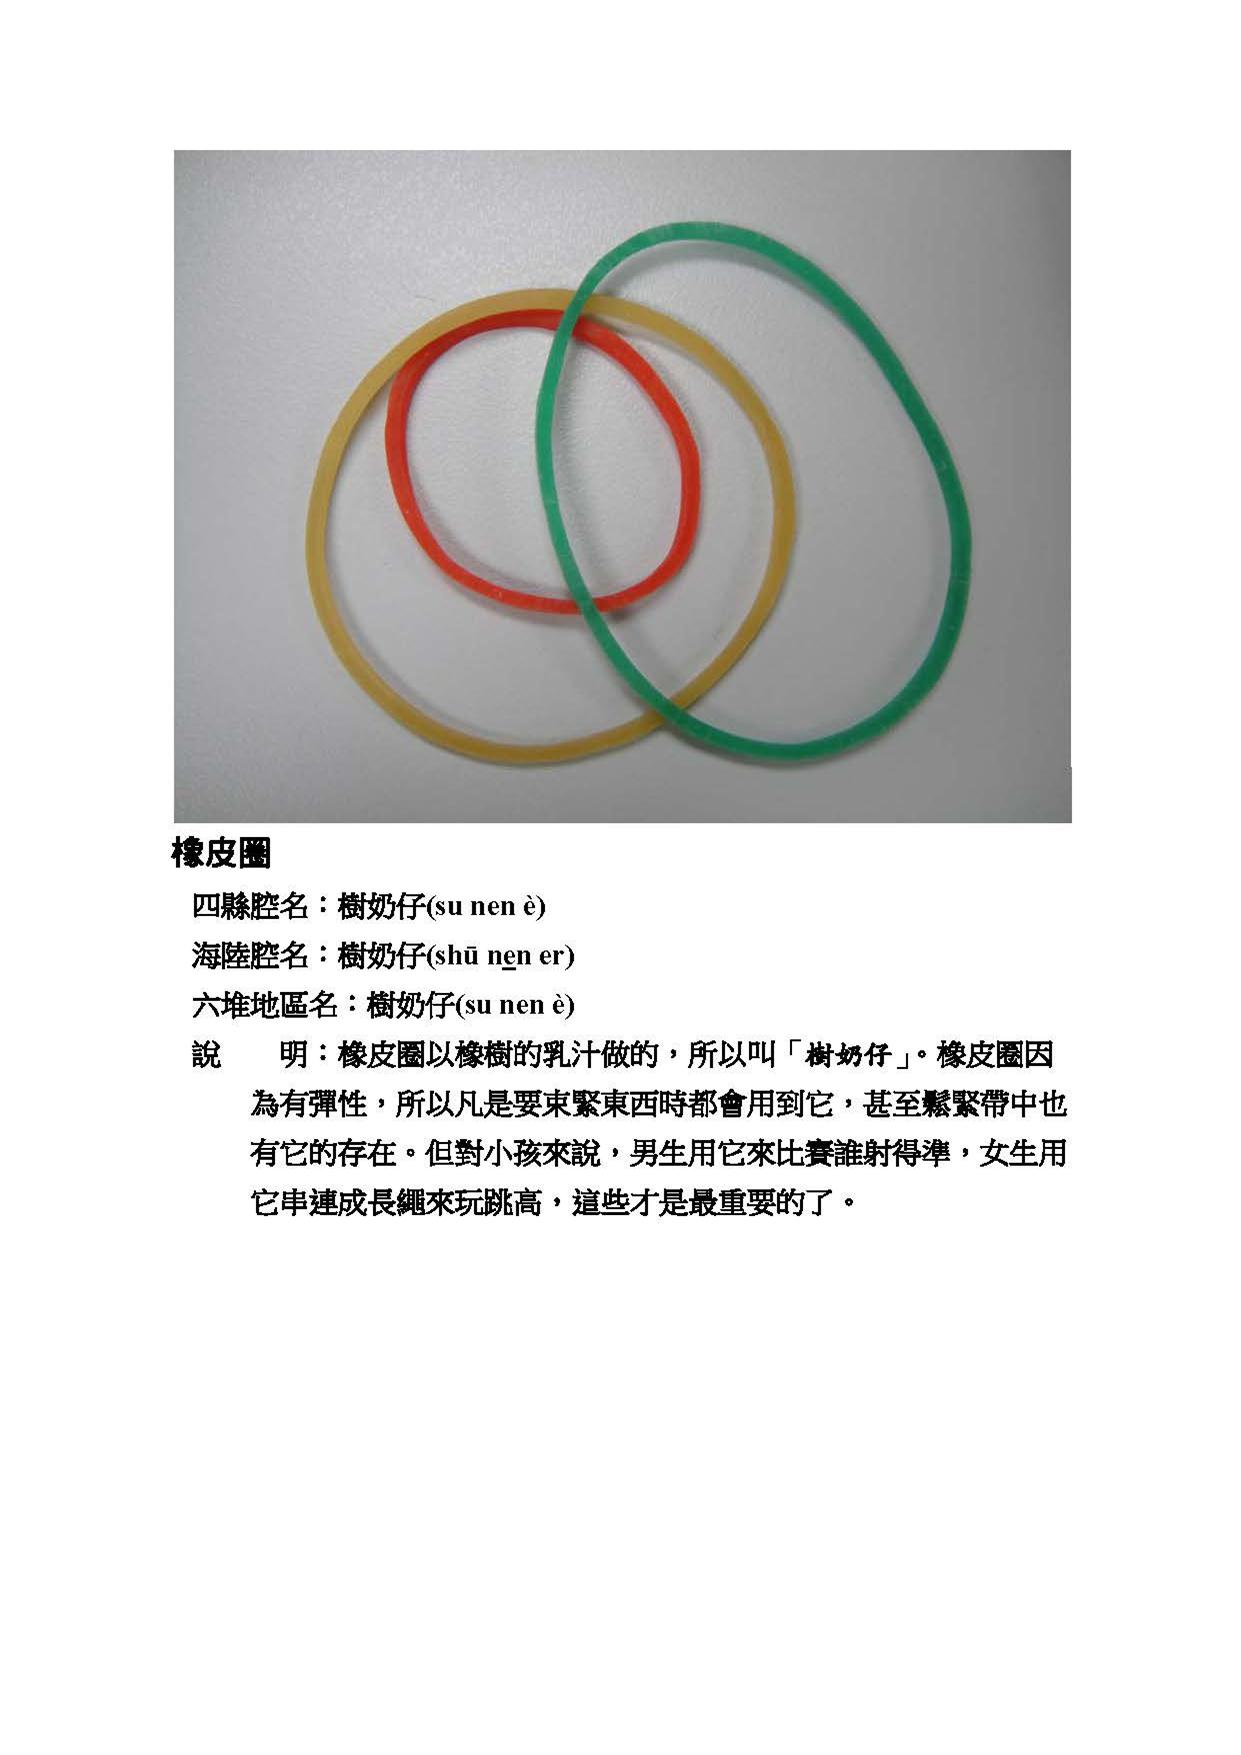 橡皮圈
四縣腔名：樹奶仔(su nen è)
海陸腔名：樹奶仔(shū nen er)
六堆地區名：樹奶仔(su nen è)
說　　明：橡皮圈以橡樹的乳汁做的，所以叫「樹奶仔」。橡皮圈因
為有彈性，所以凡是要束緊東西時都會用到它，甚至鬆緊帶中也
有它的存在。但對小孩來說，男生用它來比賽誰射得準，女生用
它串連成長繩來玩跳高，這些才是最重要的了。